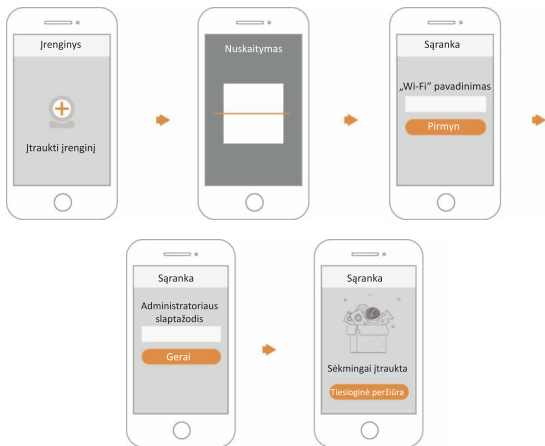 Įrenginys
Įtraukti įrenginį
Nuskaitymas
Sąranka
„Wi-Fi“ pavadinimas
Pirmyn
Sąranka
Administratoriaus
slaptažodis
Gerai
Sąranka
Sėkmingai įtraukta
Tiesioginė peržiūra